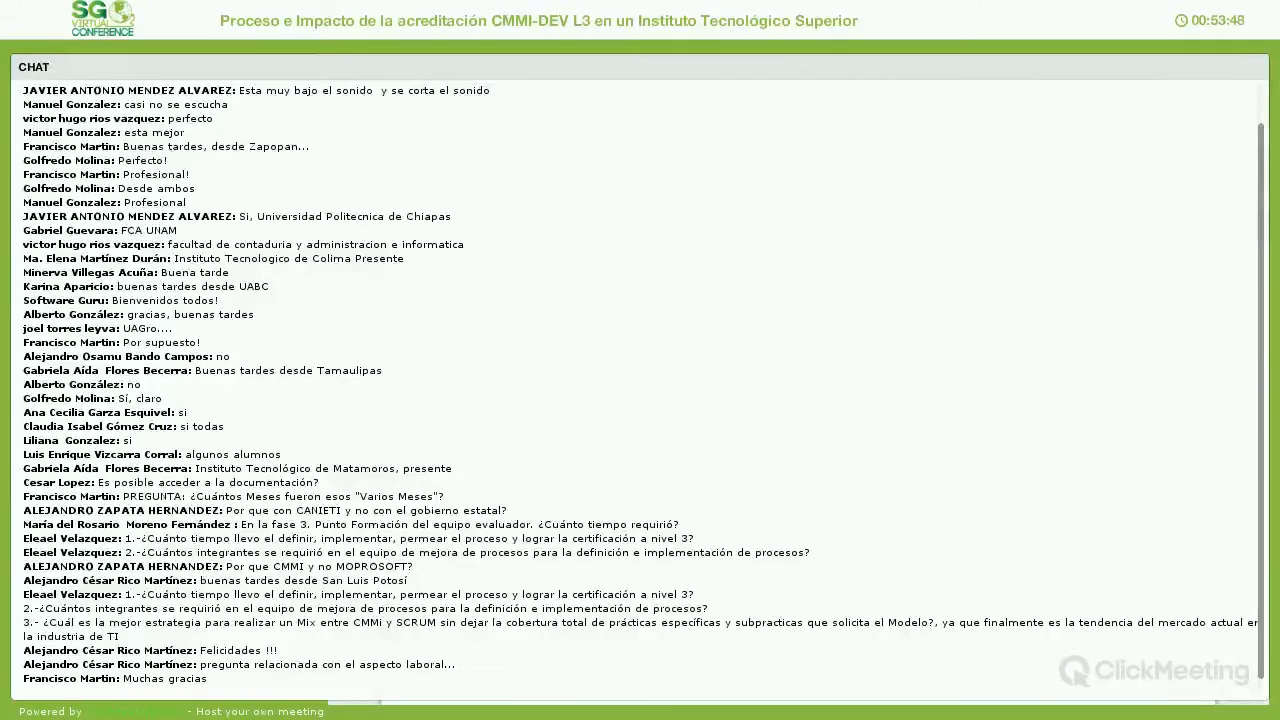 SG
VIRTUAL
CONFERENCE
Proceso e Impacto de la acreditación CMMI-DEV L3 en un Instituto Tecnológico Superior
00:53:48
CHAT
JAVIER ANTONIO MENDEZ ALVAREZ: Esta muy bajo el sonido y se corta el sonido
Manuel Gonzalez: casi no se escucha
victor hugo rios vazquez: perfecto
Manuel Gonzalez: esta mejor
Francisco Martin: Buenas tardes, desde Zapopan...
Golfredo Molina: Perfecto!
Francisco Martin: Profesional!
Golfredo Molina: Desde ambos
Manuel Gonzalez: Profesional
JAVIER ANTONIO MENDEZ ALVAREZ: Si, Universidad Politecnica de Chiapas
Gabriel Guevara: FCA UNAM
victor hugo rios vazquez: facultad de contaduria y administracion e informatica
Ma. Elena Martínez Durán: Instituto Tecnologico de Colima Presente
Minerva Villegas Acuña: Buena tarde
Karina Aparicio: buenas tardes desde UABC
Software Guru: Bienvenidos todos!
Alberto González: gracias, buenas tardes
joel torres leyva: UAGro....
Francisco Martin: Por supuesto!
Alejandro Osamu Bando Campos: no
Gabriela Aída Flores Becerra: Buenas tardes desde Tamaulipas
Alberto González: no
Golfredo Molina: Sí, claro
Ana Cecilia Garza Esquivel: si
Claudia Isabel Gómez Cruz: si todas
Liliana Gonzalez: si
Luis Enrique Vizcarra Corral: algunos alumnos
Gabriela Aída Flores Becerra: Instituto Tecnológico de Matamoros, presente
Cesar Lopez: Es posible acceder a la documentación?
Francisco Martin: PREGUNTA: ¿Cuántos Meses fueron esos "Varios Meses"?
ALEJANDRO ZAPATA HERNANDEZ: Por que con CANIETI y no con el gobierno estatal?
María del Rosario Moreno Fernández : En la fase 3. Punto Formación del equipo evaluador. ¿Cuánto tiempo requirió?
Eleael Velazquez: 1.-¿Cuánto tiempo llevo el definir, implementar, permear el proceso y lograr la certificación a nivel 3?
Eleael Velazquez: 2.-¿Cuántos integrantes se requirió en el equipo de mejora de procesos para la definición e implementación de procesos?
ALEJANDRO ZAPATA HERNANDEZ: Por que CMMI y no MOPROSOFT?
Alejandro César Rico Martínez: buenas tardes desde San Luis Potosí
Eleael Velazquez: 1.-¿Cuánto tiempo llevo el definir, implementar, permear el proceso y lograr la certificación a nivel 3?
2.-¿Cuántos integrantes se requirió en el equipo de mejora de procesos para la definición e implementación de procesos?
3.- ¿Cuál es la mejor estrategia para realizar un Mix entre CMMi y SCRUM sin dejar la cobertura total de prácticas específicas y subpracticas que solicita el Modelo?, ya que finalmente es la tendencia del mercado actual en
la industria de TI
Alejandro César Rico Martínez: Felicidades !!!
Alejandro César Rico Martínez: pregunta relacionada con el aspecto laboral...
Francisco Martin: Muchas gracias
ClickMeeting
Powered by - Host your own meeting